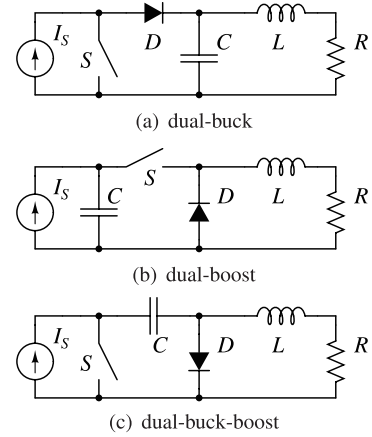 I_S S D C L R
(a) dual-buck
I_S C S D L R
(b) dual-boost
I_S S C D L R
(c) dual-buck-boost